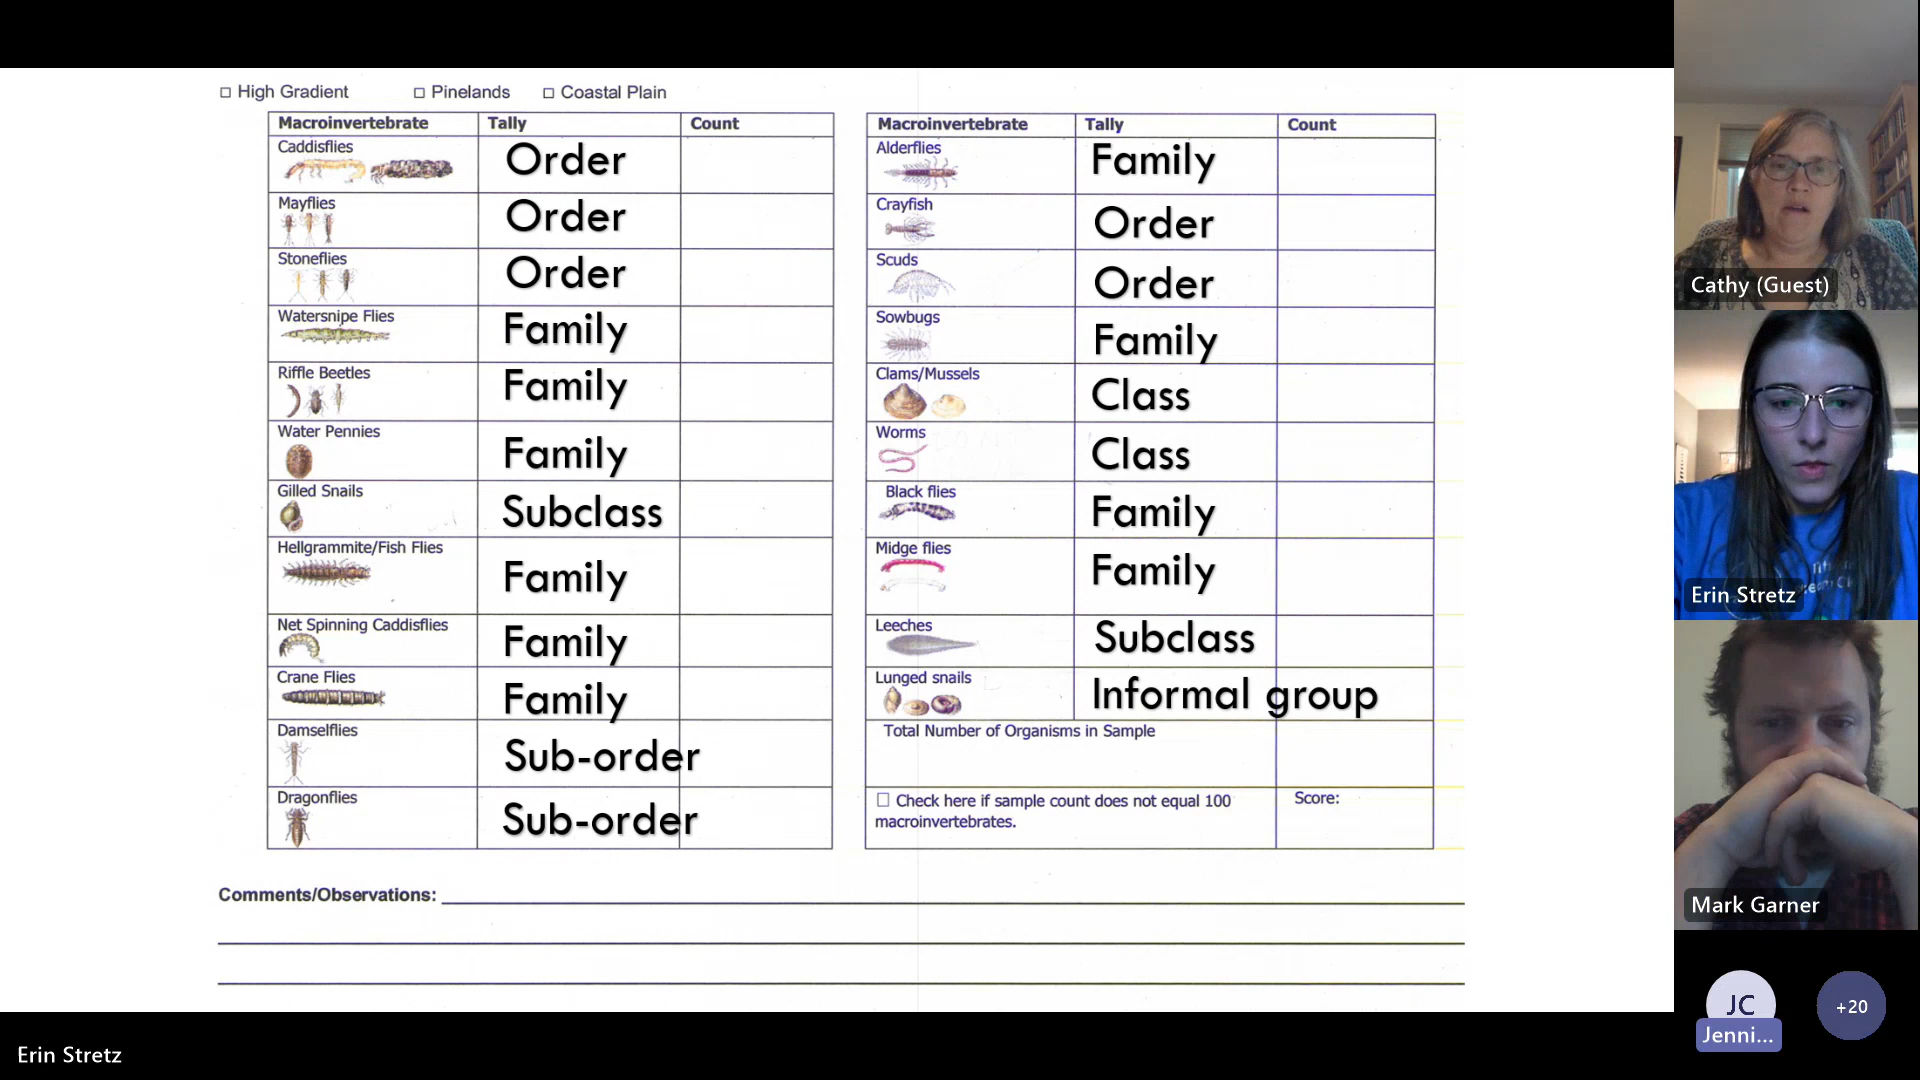 □ High Gradient □ Pinelands □ Coastal Plain
Macroinvertebrate Tally Count
Caddisflies Order
Mayflies Order
Stoneflies Order
Watersnipe Flies Family
Riffle Beetles Family
Water Pennies Family
Gilled Snails Subclass
Hellgrammite/Fish Flies Family
Net Spinning Caddisflies Family
Crane Flies Family
Damselflies Sub-order
Dragonflies Sub-order
Macroinvertebrate Tally Count
Alderflies Family
Crayfish Order
Scuds Order
Sowbugs Family
Clams/Mussels Class
Worms Class
Black flies Family
Midge flies Family
Leeches Subclass
Lunged snails Informal group
Total Number of Organisms in Sample
□ Check here if sample count does not equal 100
macroinvertebrates.
Score:
Comments/Observations:
Cathy (Guest)
Erin Stretz
Mark Garner
JC
Jenni...
+20
Erin Stretz